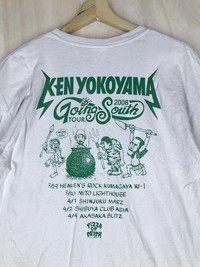 KEN YOKOYAMA
is
Going South
TOUR 2008
3/29 HEAVEN'S ROCK KUMAGAYA VJ-1
3/30 MITO LIGHTHOUSE
4/1 SHINJUKU MARZ
4/2 SHIBUYA CLUB ASIA
4/4 AKASAKA BLITZ
PIZZA
OF
DEATH